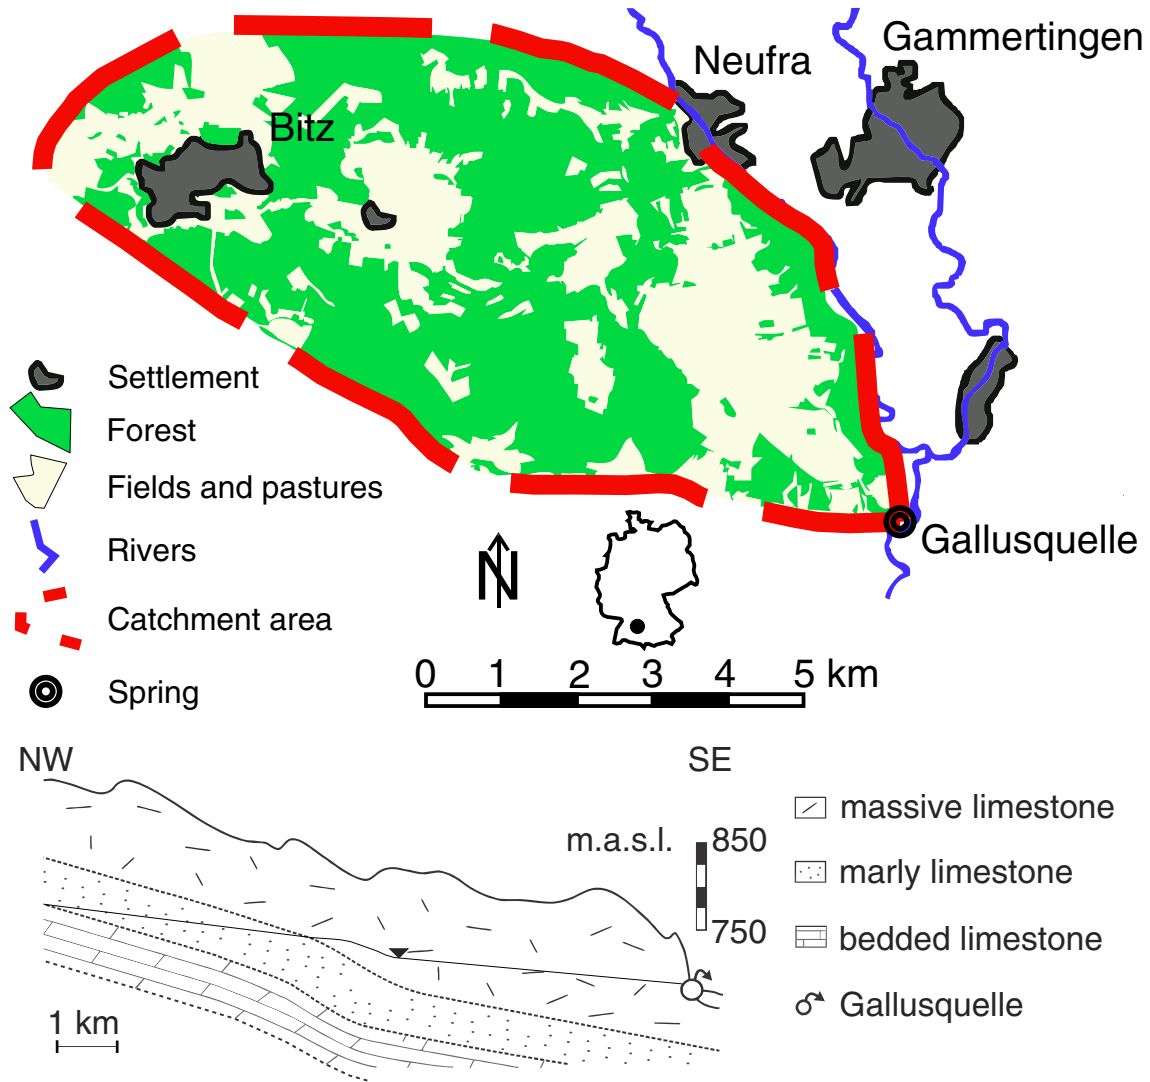 Gammertingen
Neufra
Bitz
Settlement
Forest
Fields and pastures
Rivers
Catchment area
Spring
Gallusquelle
N
0 1 2 3 4 5 km
NW
SE
m.a.s.l.
850
750
1 km
massive limestone
marly limestone
bedded limestone
Gallusquelle